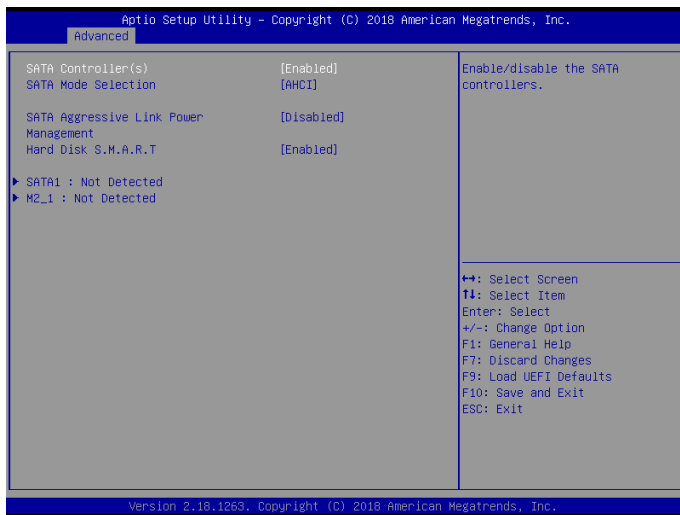 Aptio Setup Utility – Copyright (C) 2018 American Megatrends, Inc.
Advanced
SATA Controller(s) [Enabled]
SATA Mode Selection [AHCI]
SATA Aggressive Link Power Management [Disabled]
Hard Disk S.M.A.R.T [Enabled]
SATA1 : Not Detected
M2_1 : Not Detected
Enable/disable the SATA
controllers.
↔: Select Screen
↑↓: Select Item
Enter: Select
+/-: Change Option
F1: General Help
F7: Discard Changes
F9: Load UEFI Defaults
F10: Save and Exit
ESC: Exit
Version 2.18.1263. Copyright (C) 2018 American Megatrends, Inc.